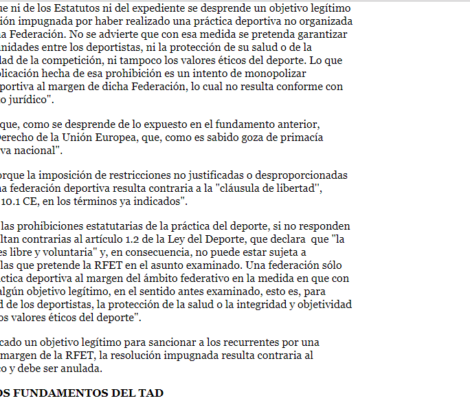 ue ni de los Estatutos ni del expediente se desprende un objetivo legítimo
ión impugnada por haber realizado una práctica deportiva no organizada
a Federación. No se advierte que con esa medida se pretenda garantizar
nidades entre los deportistas, ni la protección de su salud o de la
lad de la competición, ni tampoco los valores éticos del deporte. Lo que
licación hecha de esa prohibición es un intento de monopolizar
portiva al margen de dicha Federación, lo cual no resulta conforme con
o jurídico".
que, como se desprende de lo expuesto en el fundamento anterior,
Derecho de la Unión Europea, que, como es sabido goza de primacía
va nacional".
orque la imposición de restricciones no justificadas o desproporcionadas
na federación deportiva resulta contraria a la "cláusula de libertad",
10.1 CE, en los términos ya indicados".
las prohibiciones estatutarias de la práctica del deporte, si no responden
ltan contrarias al artículo 1.2 de la Ley del Deporte, que declara que "la
es libre y voluntaria" y, en consecuencia, no puede estar sujeta a
las que pretende la RFET en el asunto examinado. Una federación sólo
ctica deportiva al margen del ámbito federativo en la medida en que con
algún objetivo legítimo, en el sentido antes examinado, esto es, para
d de los deportistas, la protección de la salud o la integridad y objetividad
os valores éticos del deporte".
cado un objetivo legítimo para sancionar a los recurrentes por una
margen de la RFET, la resolución impugnada resulta contraria al
co y debe ser anulada.
OS FUNDAMENTOS DEL TAD